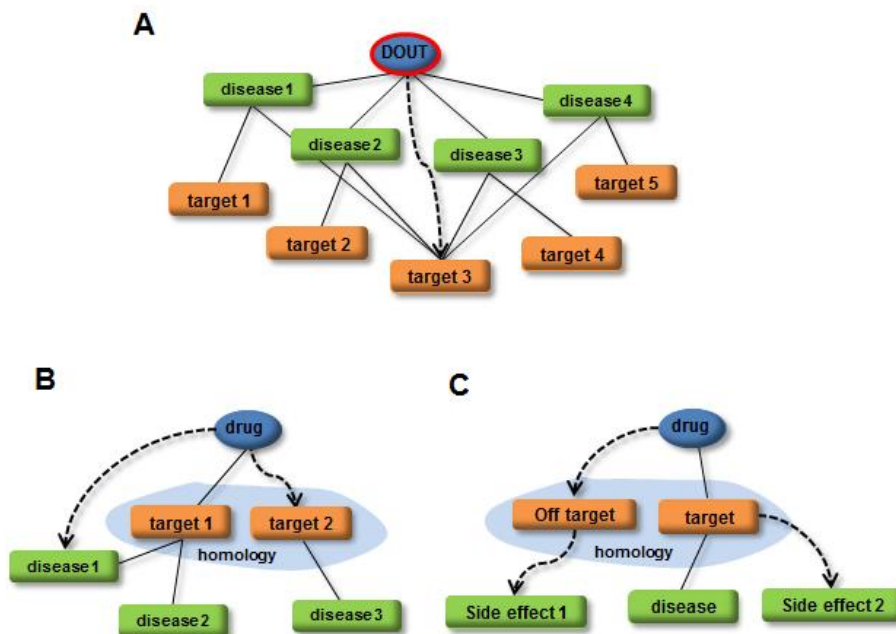 A
DOUT
disease1
disease4
disease2
disease3
target 1
target 5
target 2
target 4
target 3
B
drug
target 1
target 2
homology
disease1
disease2
disease3
C
drug
Off target
target
homology
Side effect 1
disease
Side effect 2